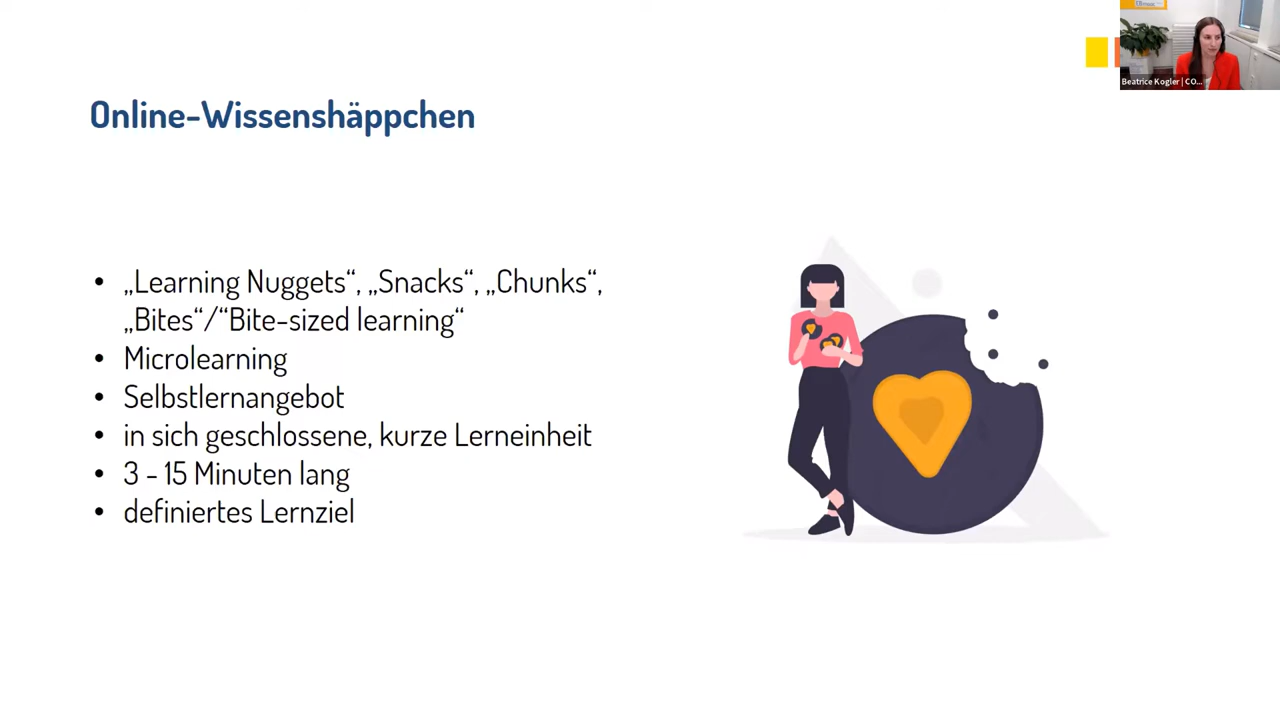 Online-Wissenshäppchen
• „Learning Nuggets“, „Snacks“, „Chunks“,
„Bites“/“Bite-sized learning“
• Microlearning
• Selbstlernangebot
• in sich geschlossene, kurze Lerneinheit
• 3 - 15 Minuten lang
• definiertes Lernziel
Beatrice Kogler | CO...